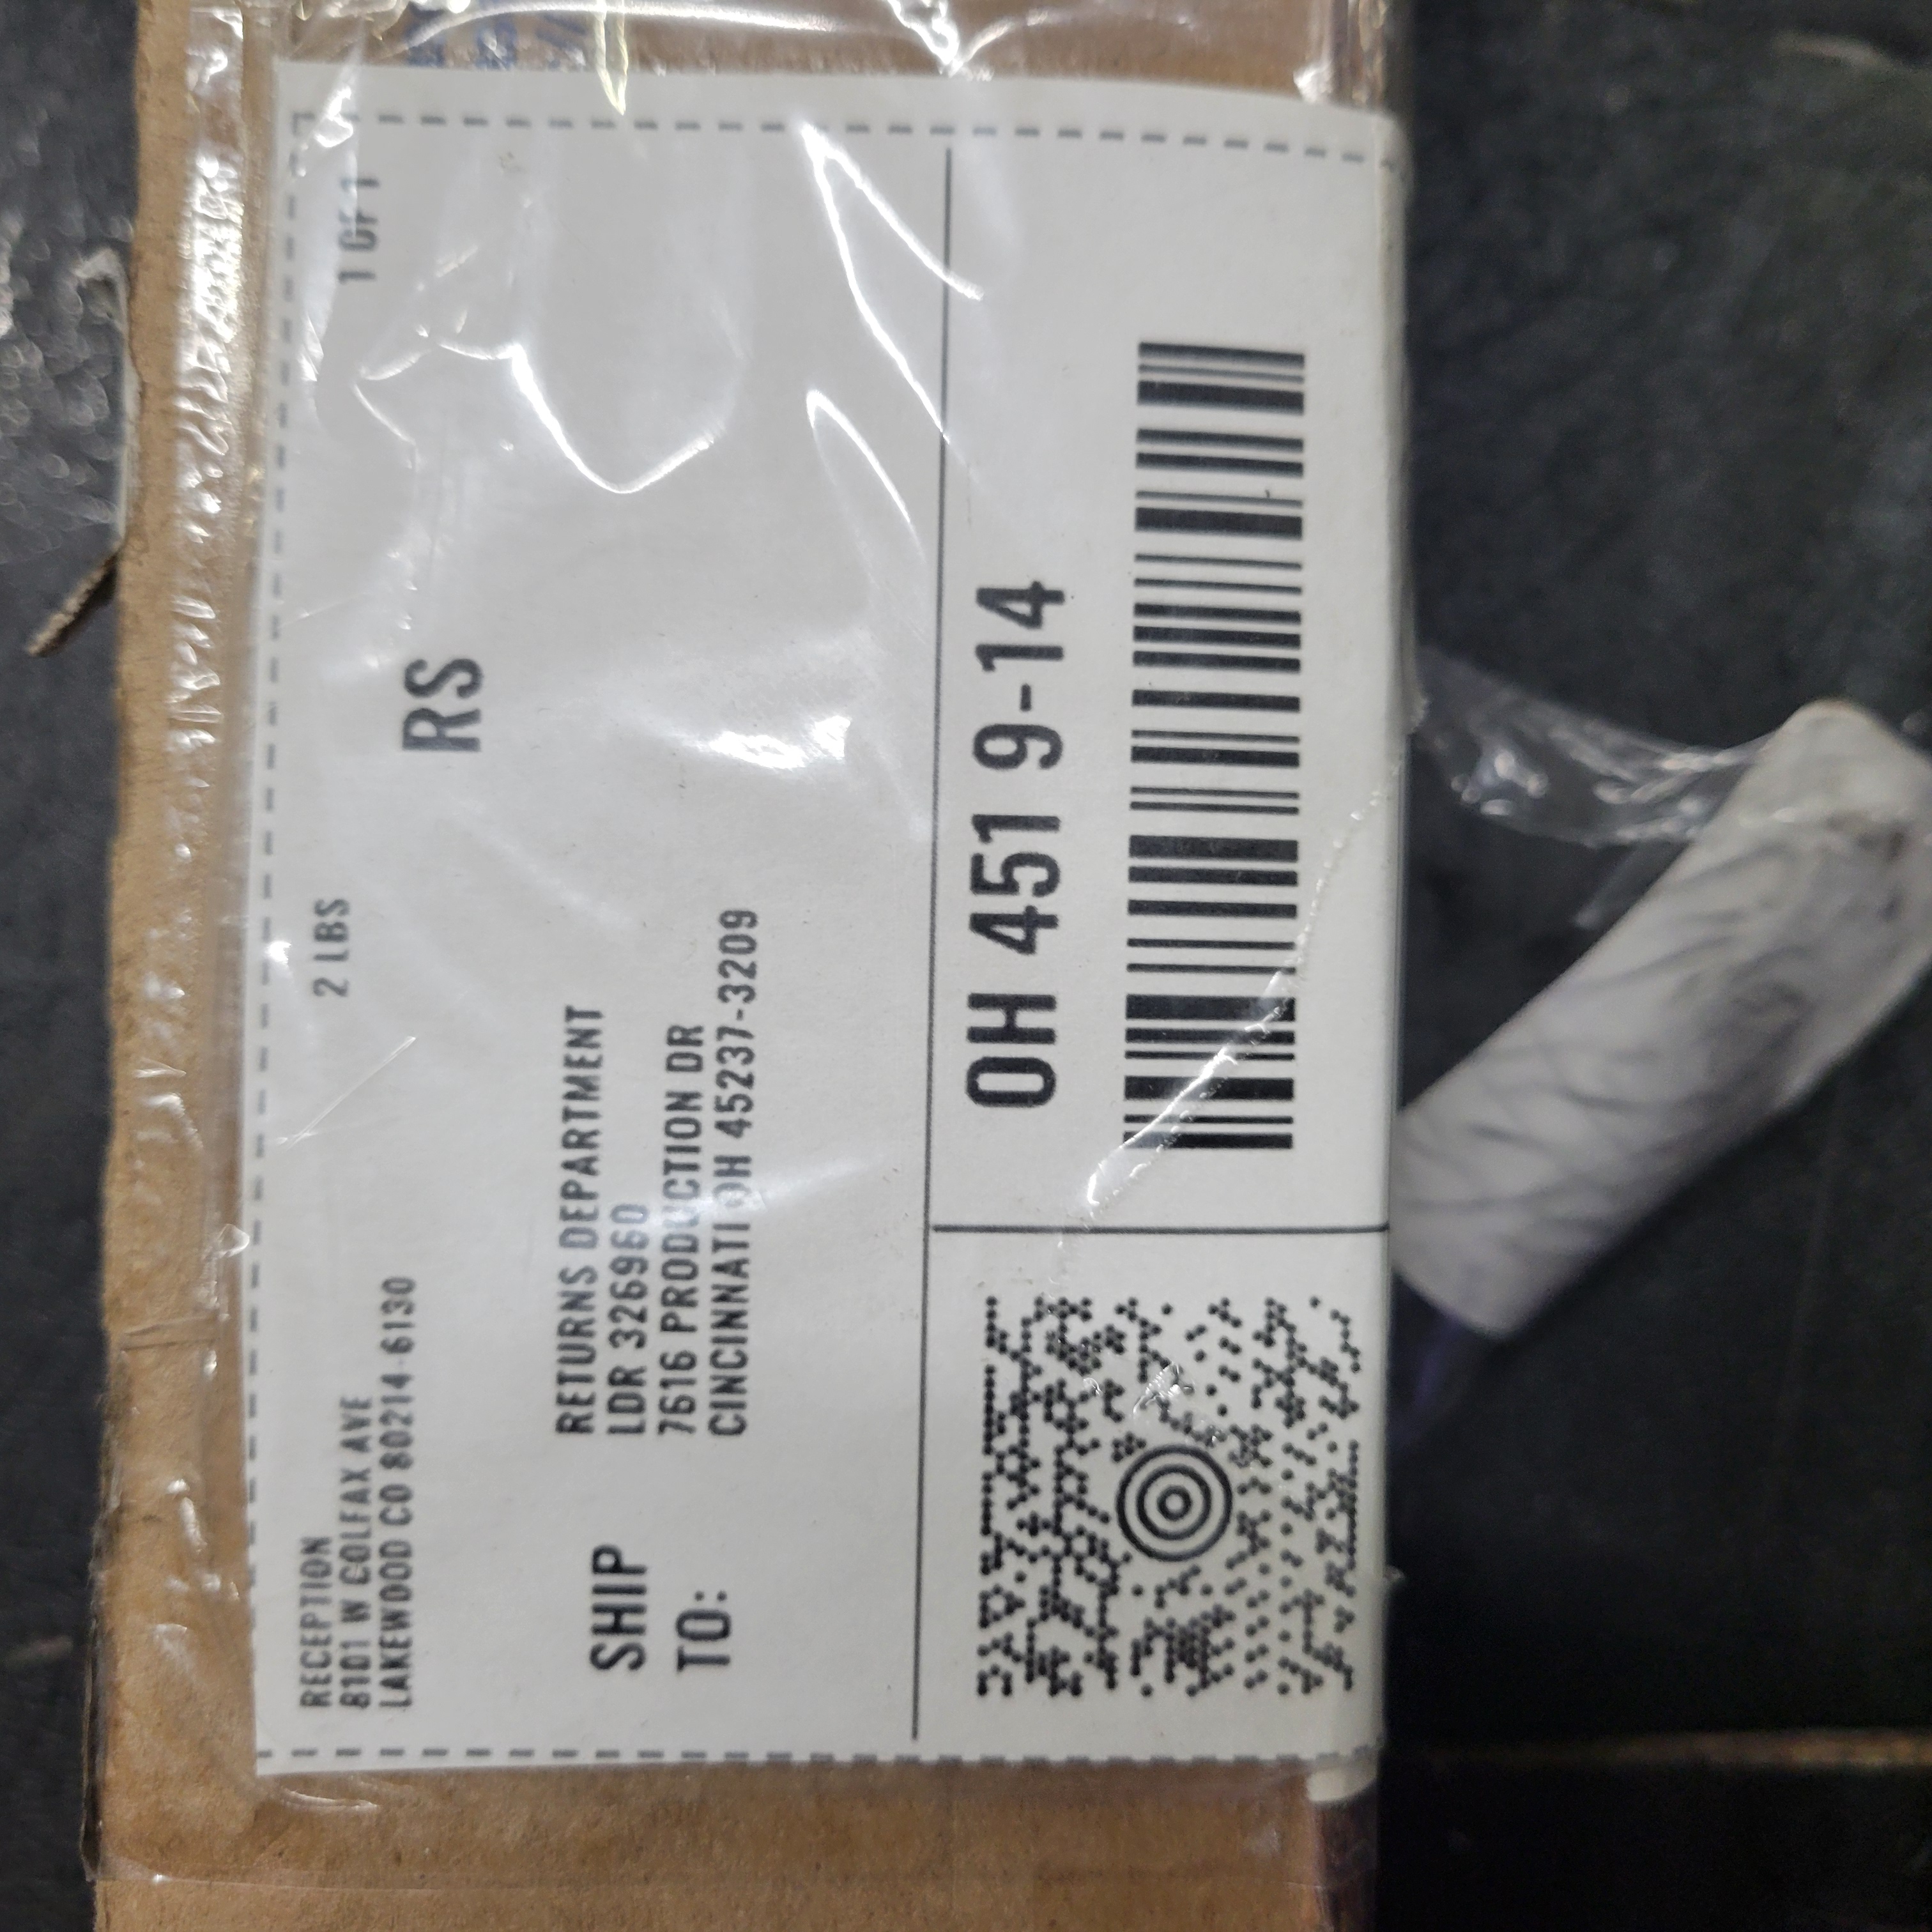 RECEPTION
8101 W COLFAX AVE
LAKEWOOD CO 80214-6130
2 LBS
1 OF 1
RS
SHIP
TO:
RETURNS DEPARTMENT
LDR 326960
7616 PRODUCTION DR
CINCINNATI OH 45237-3209
OH 451 9-14